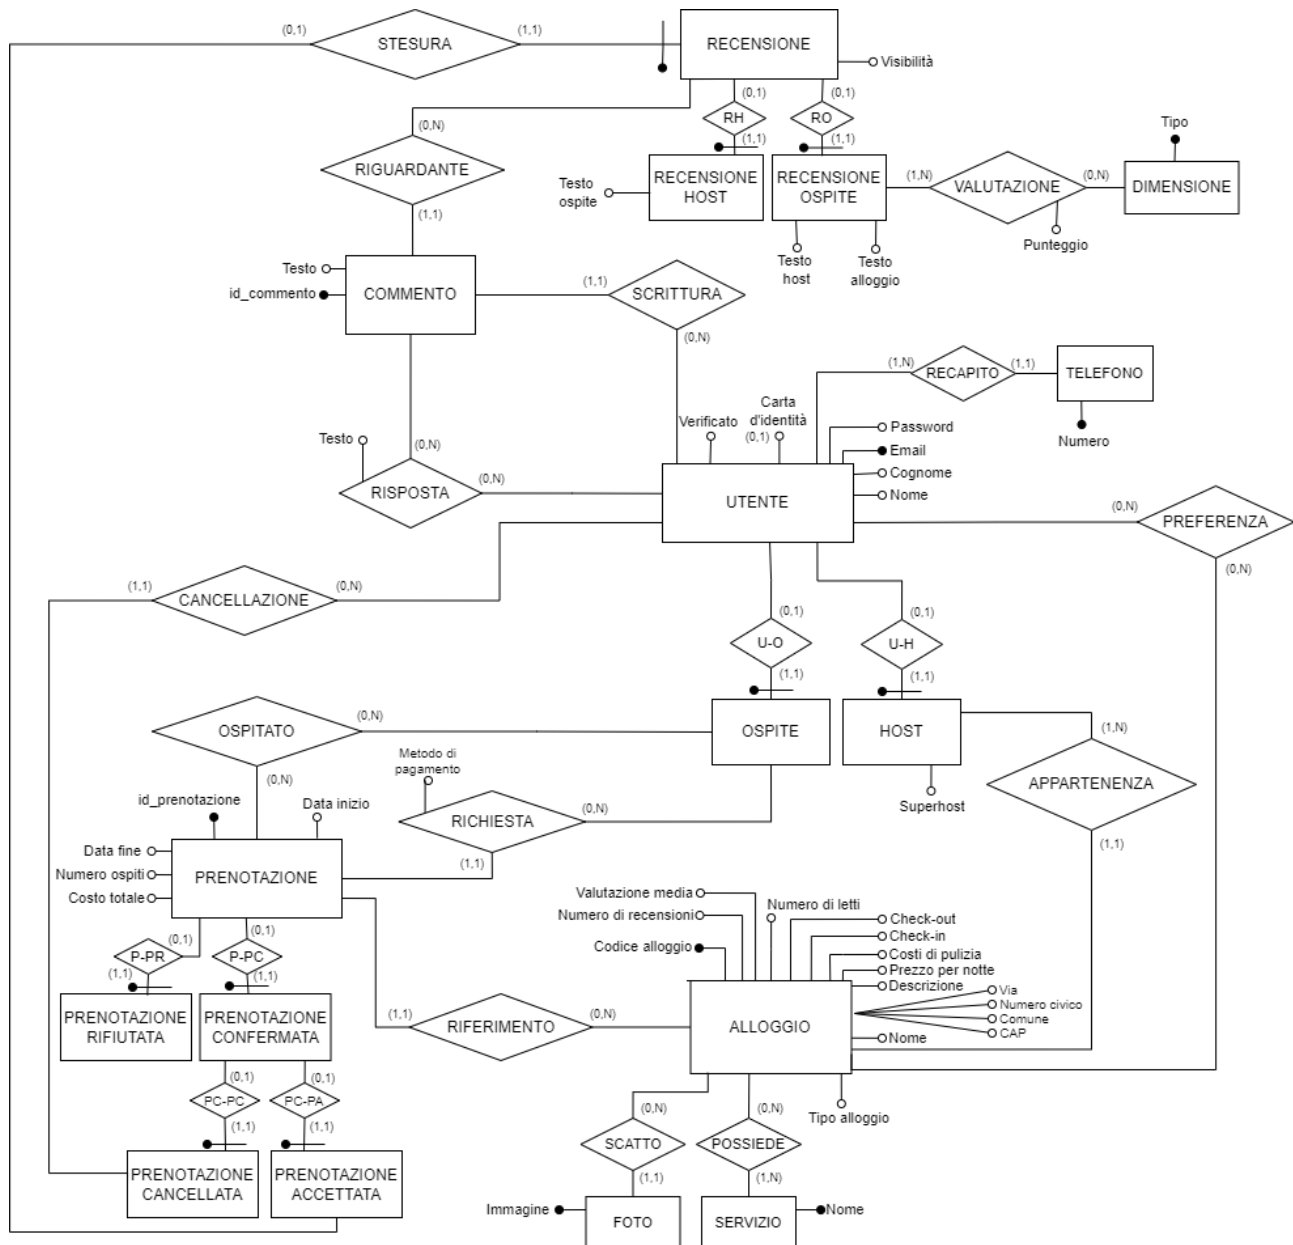 (0,1)
STESURA
(1,1)
RECENSIONE
Visibilità
(0,N)
(0,1)
(0,1)
RH
RO
(1,1)
(1,1)
Tipo
RIGUARDANTE
RECENSIONE
HOST
RECENSIONE
OSPITE
(1,N)
VALUTAZIONE
(0,N)
DIMENSIONE
Testo
ospite
(1,1)
Punteggio
Testo
host
Testo
alloggio
Testo
id_commento
COMMENTO
(1,1)
SCRITTURA
(0,N)
(1,N)
RECAPITO
(1,1)
TELEFONO
Numero
Verificato
Carta
d'identità
(0,1)
Password
Email
Cognome
Nome
Testo
(0,N)
RISPOSTA
(0,N)
UTENTE
(0,N)
PREFERENZA
(0,N)
(1,1)
CANCELLAZIONE
(0,N)
(0,1)
(0,1)
U-O
U-H
(1,1)
(1,1)
OSPITATO
(0,N)
OSPITE
HOST
(1,N)
Superhost
APPARTENENZA
(1,1)
(0,N)
Metodo di
pagamento
RICHIESTA
(0,N)
(1,1)
id_prenotazione
Data inizio
Data fine
Numero ospiti
Costo totale
PRENOTAZIONE
(0,1)
(0,1)
P-PR
P-PC
(1,1)
(1,1)
PRENOTAZIONE
RIFIUTATA
PRENOTAZIONE
CONFERMATA
(1,1)
RIFERIMENTO
(0,N)
Valutazione media
Numero di recensioni
Codice alloggio
Numero di letti
Check-out
Check-in
Costi di pulizia
Prezzo per notte
Descrizione
Via
Numero civico
Comune
CAP
Nome
ALLOGGIO
Tipo alloggio
(0,1)
(0,1)
PC-PC
PC-PA
(1,1)
(1,1)
PRENOTAZIONE
CANCELLATA
PRENOTAZIONE
ACCETTATA
(0,N)
(0,N)
SCATTO
POSSIEDE
(1,1)
(1,N)
Immagine
FOTO
SERVIZIO
Nome